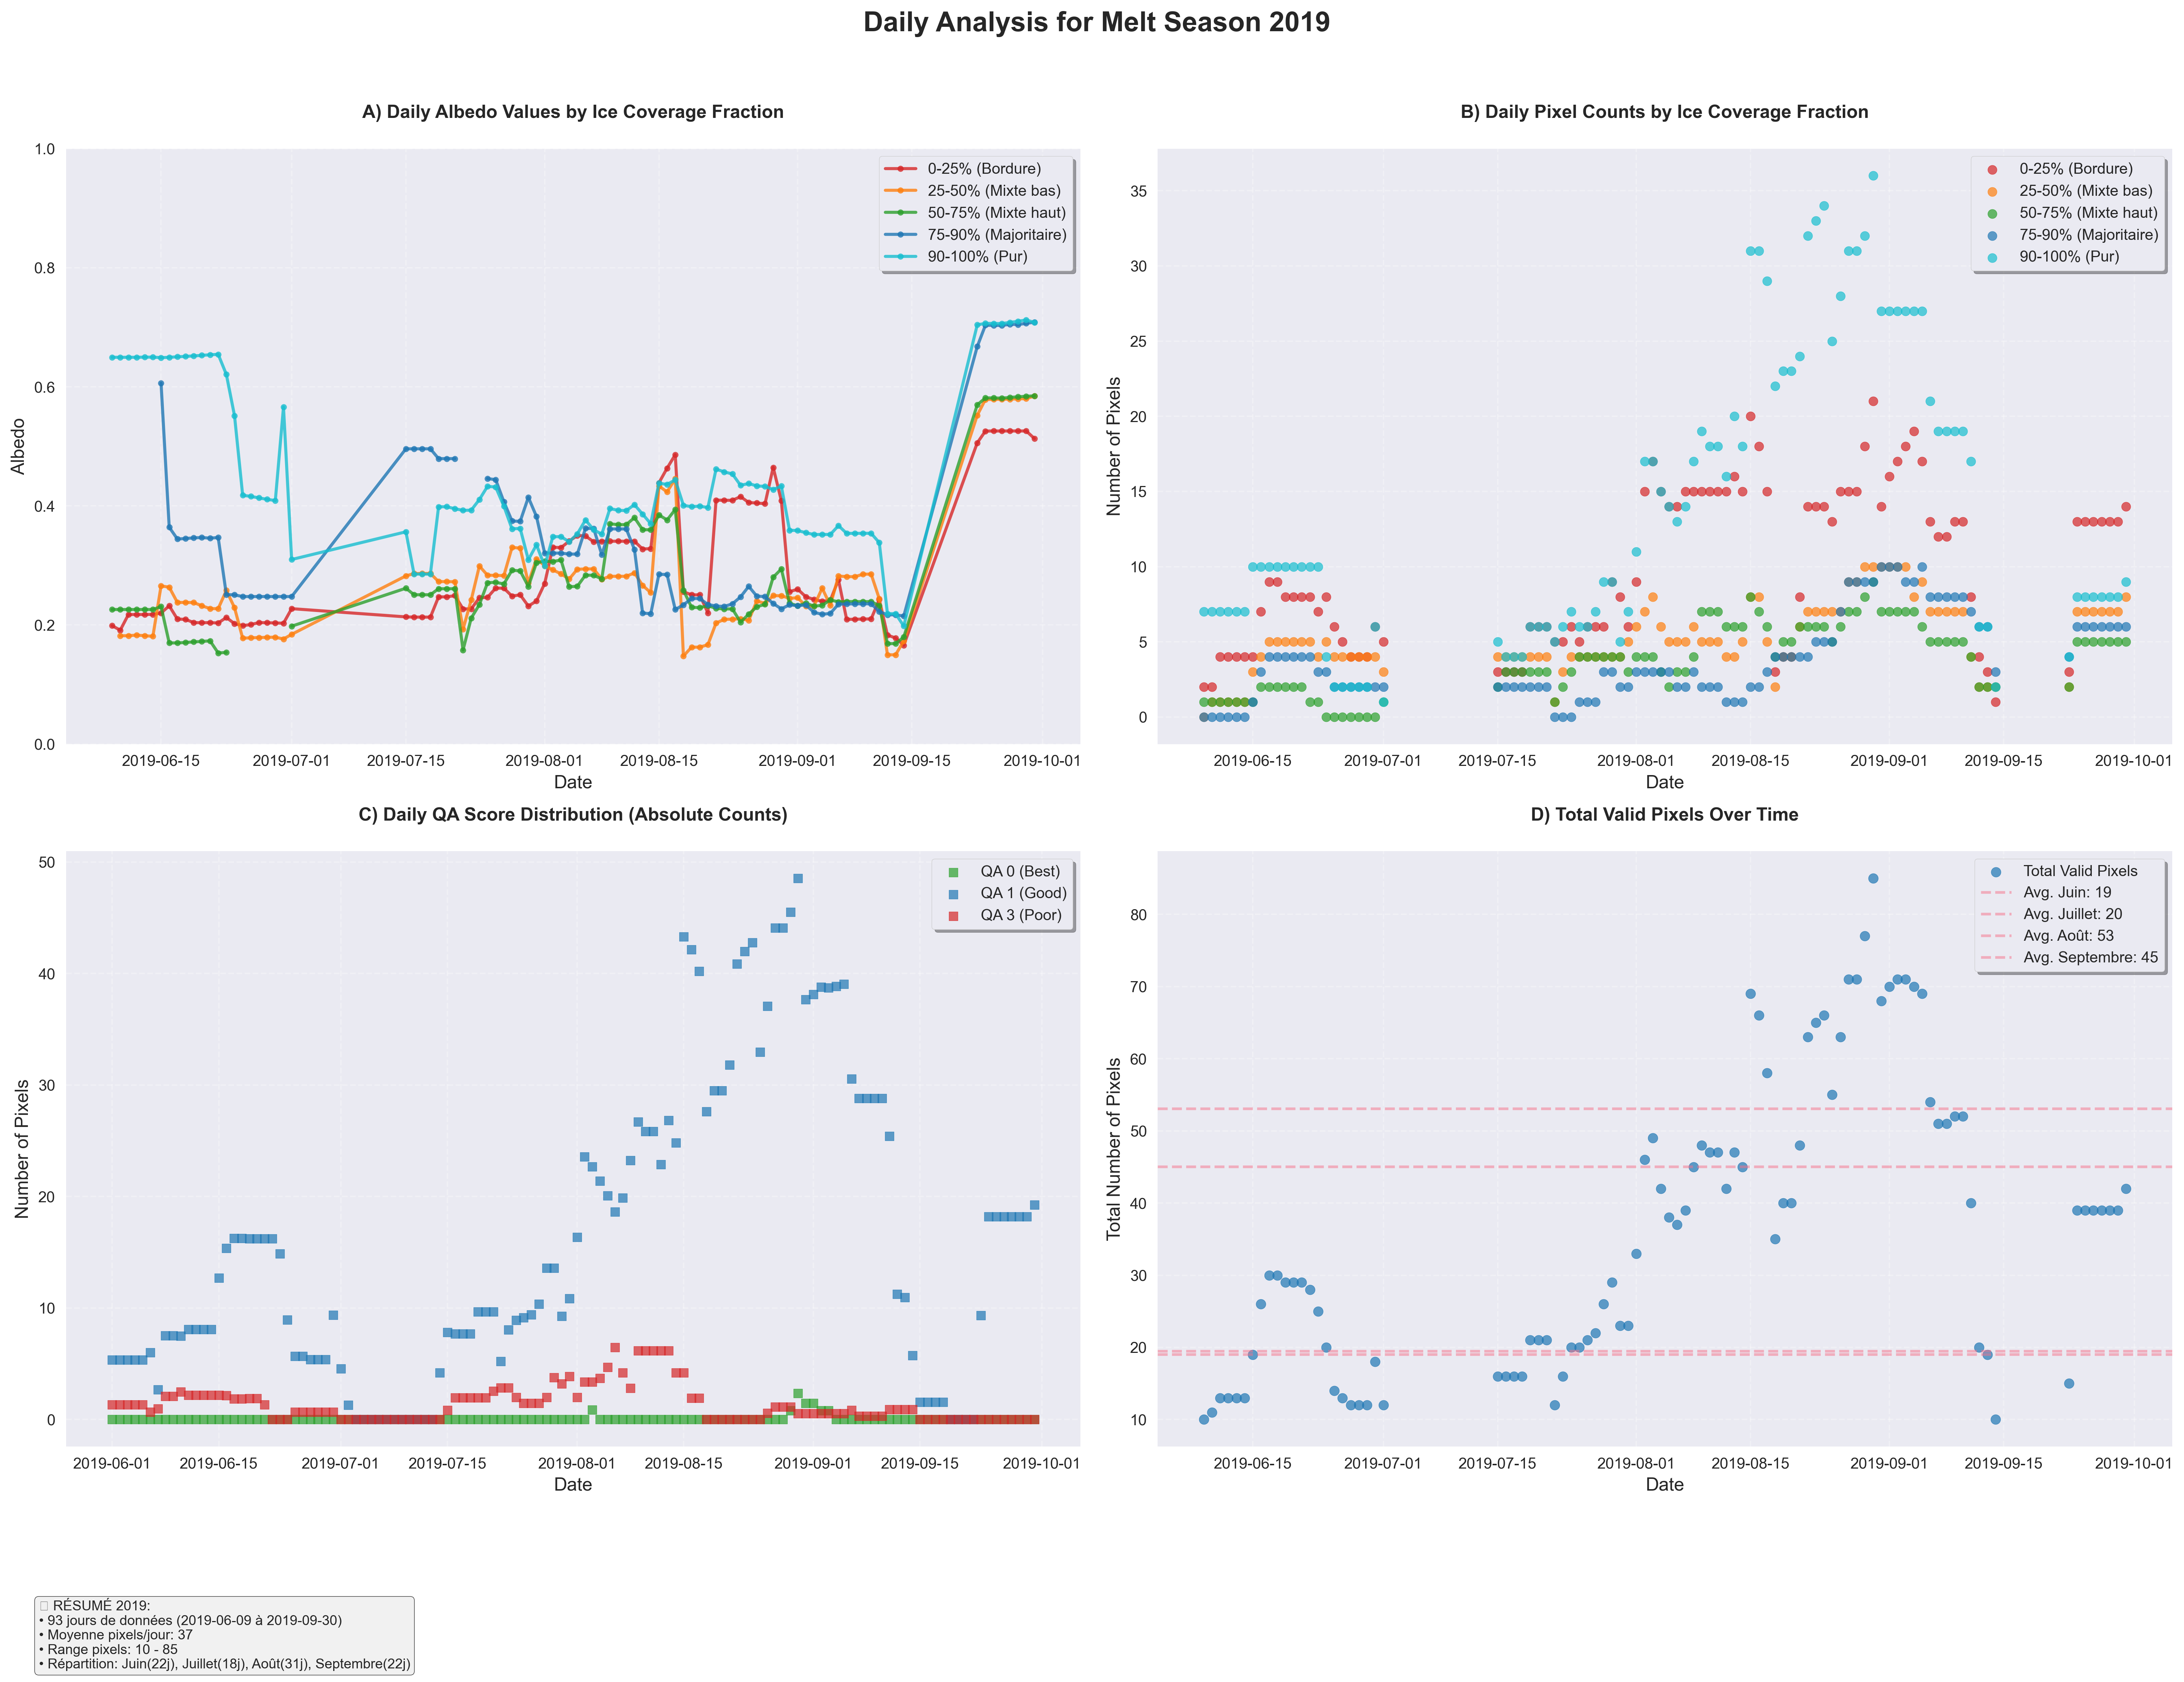 Daily Analysis for Melt Season 2019
A) Daily Albedo Values by Ice Coverage Fraction
1.0
0.8
0.6
0.4
0.2
0.0
Albedo
0-25% (Bordure)
25-50% (Mixte bas)
50-75% (Mixte haut)
75-90% (Majoritaire)
90-100% (Pur)
2019-06-15 2019-07-01 2019-07-15 2019-08-01 2019-08-15 2019-09-01 2019-09-15 2019-10-01
Date
B) Daily Pixel Counts by Ice Coverage Fraction
35
30
25
20
15
10
5
0
Number of Pixels
0-25% (Bordure)
25-50% (Mixte bas)
50-75% (Mixte haut)
75-90% (Majoritaire)
90-100% (Pur)
2019-06-15 2019-07-01 2019-07-15 2019-08-01 2019-08-15 2019-09-01 2019-09-15 2019-10-01
Date
C) Daily QA Score Distribution (Absolute Counts)
50
40
30
20
10
0
Number of Pixels
QA 0 (Best)
QA 1 (Good)
QA 3 (Poor)
2019-06-01 2019-06-15 2019-07-01 2019-07-15 2019-08-01 2019-08-15 2019-09-01 2019-09-15 2019-10-01
Date
D) Total Valid Pixels Over Time
80
70
60
50
40
30
20
10
Total Number of Pixels
Total Valid Pixels
Avg. Juin: 19
Avg. Juillet: 20
Avg. Août: 53
Avg. Septembre: 45
2019-06-15 2019-07-01 2019-07-15 2019-08-01 2019-08-15 2019-09-01 2019-09-15 2019-10-01
Date
RÉSUMÉ 2019:
• 93 jours de données (2019-06-09 à 2019-09-30)
• Moyenne pixels/jour: 37
• Range pixels: 10 - 85
• Répartition: Juin(22j), Juillet(18j), Août(31j), Septembre(22j)